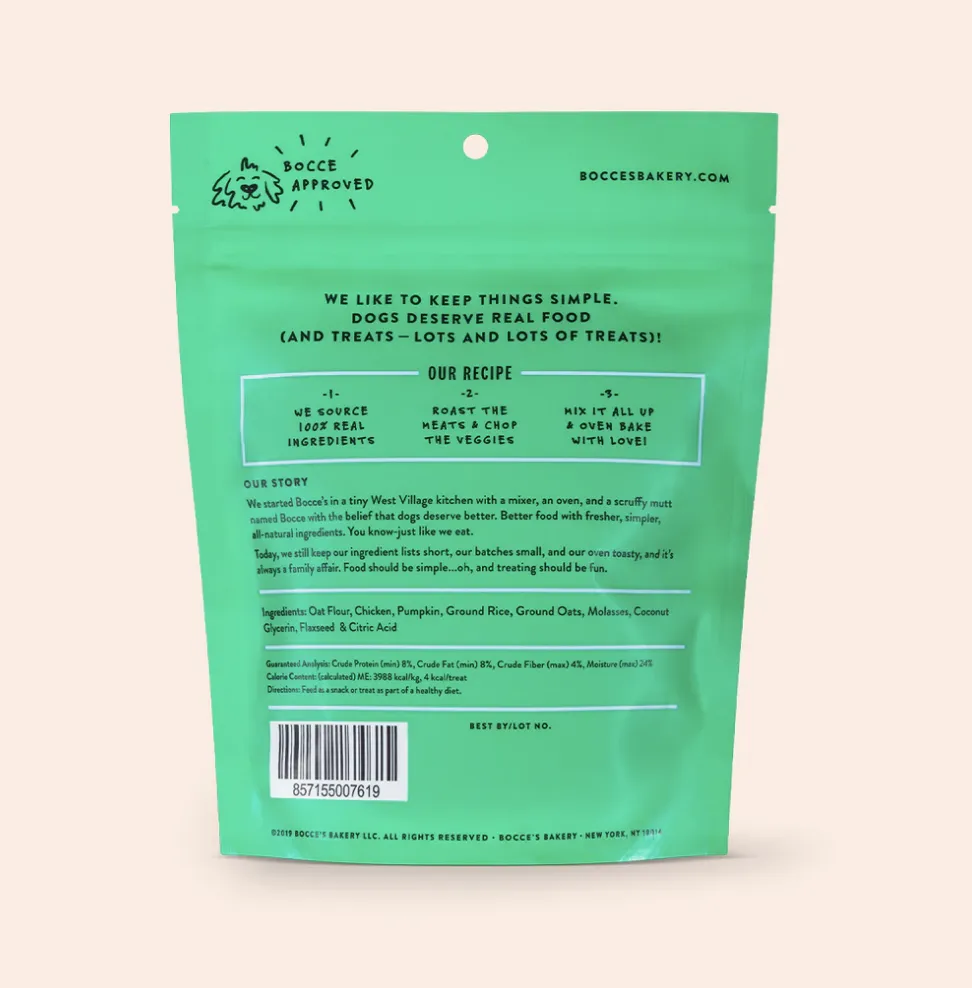 BOCCE
APPROVED
BOCCESBAKERY.COM
WE LIKE TO KEEP THINGS SIMPLE.
DOGS DESERVE REAL FOOD
(AND TREATS – LOTS AND LOTS OF TREATS)!
OUR RECIPE
-1-
WE SOURCE
100% REAL
INGREDIENTS
-2-
ROAST THE
MEATS & CHOP
THE VEGGIES
-3-
MIX IT ALL UP
& OVEN BAKE
WITH LOVE!
OUR STORY
We started Bocce's in a tiny West Village kitchen with a mixer, an oven, and a scruffy mutt
named Bocce with the belief that dogs deserve better. Better food with fresher, simpler,
all-natural ingredients. You know-just like we eat.
Today, we still keep our ingredient lists short, our batches small, and our oven toasty, and it's
always a family affair. Food should be simple...oh, and treating should be fun.
Ingredients: Oat Flour, Chicken, Pumpkin, Ground Rice, Ground Oats, Molasses, Coconut
Glycerin, Flaxseed & Citric Acid
Guaranteed Analysis: Crude Protein (min) 8%, Crude Fat (min) 8%, Crude Fiber (max) 4%, Moisture (max) 24%
Calorie Content: (calculated) ME: 3988 kcal/kg, 4 kcal/treat
Directions: Feed as a snack or treat as part of a healthy diet.
BEST BY/LOT NO.
857155007619
©2019 BOCCE'S BAKERY LLC. ALL RIGHTS RESERVED • BOCCE'S BAKERY • NEW YORK, NY